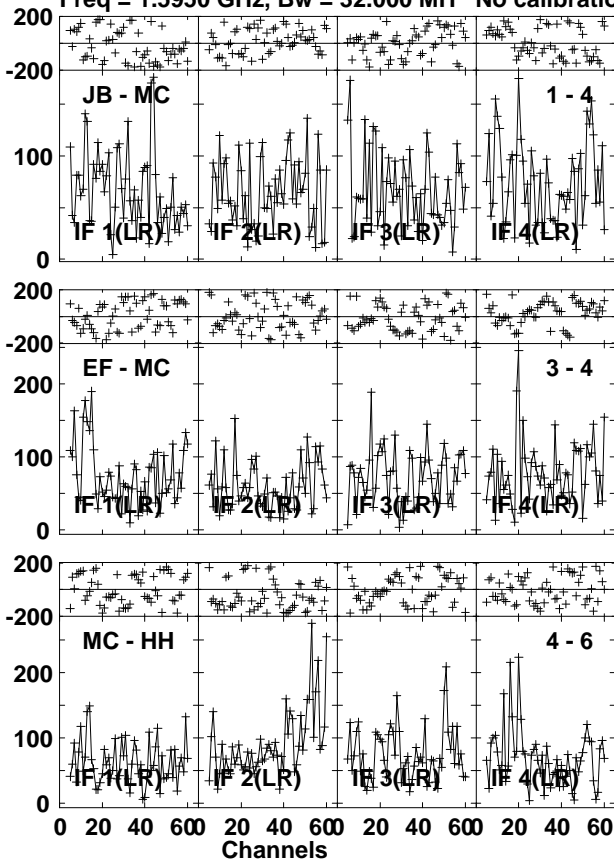 Freq = 1.5950 GHz, Bw = 32.000 MH No calibratio
200
-200
JB - MC 1 - 4
100
IF 1(LR) IF 2(LR) IF 3(LR) IF 4(LR)
0
200
-200
EF - MC 3 - 4
200
100
IF 1(LR) IF 2(LR) IF 3(LR) IF 4(LR)
0
200
-200
MC - HH 4 - 6
200
100
IF 1(LR) IF 2(LR) IF 3(LR) IF 4(LR)
0
0 20 40 60 0 20 40 60 0 20 40 60 0 20 40 60
Channels